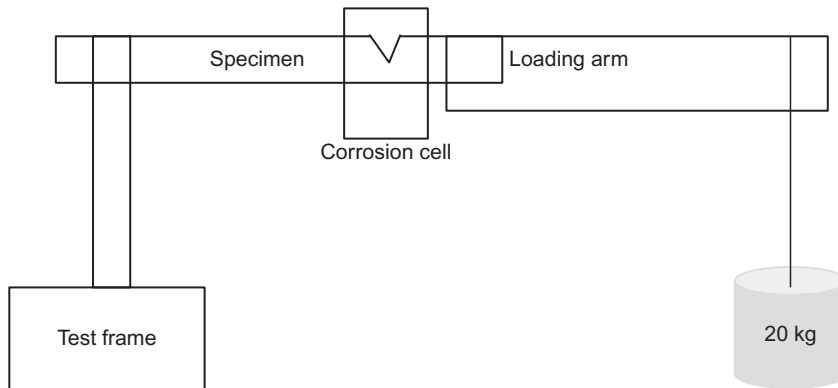 Specimen
Loading arm
Corrosion cell
Test frame
20 kg